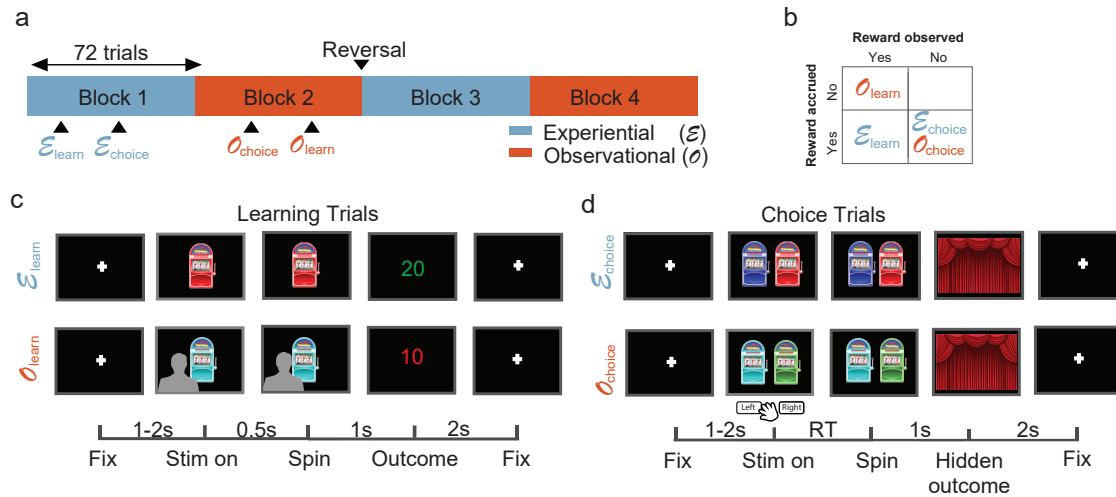 a
72 trials
Reversal
Block 1
Block 2
Block 3
Block 4
ℰlearn
ℰchoice
𝒪choice
𝒪learn
Experiential (ℰ)
Observational (𝒪)
b
Reward observed
Yes
No
Reward accrued
No
Yes
𝒪learn
ℰlearn
ℰchoice
𝒪choice
c
Learning Trials
ℰlearn
20
𝒪learn
10
1-2s
0.5s
1s
2s
Fix
Stim on
Spin
Outcome
Fix
d
Choice Trials
ℰchoice
𝒪choice
Left
Right
1-2s
RT
1s
2s
Fix
Stim on
Spin
Hidden
outcome
Fix